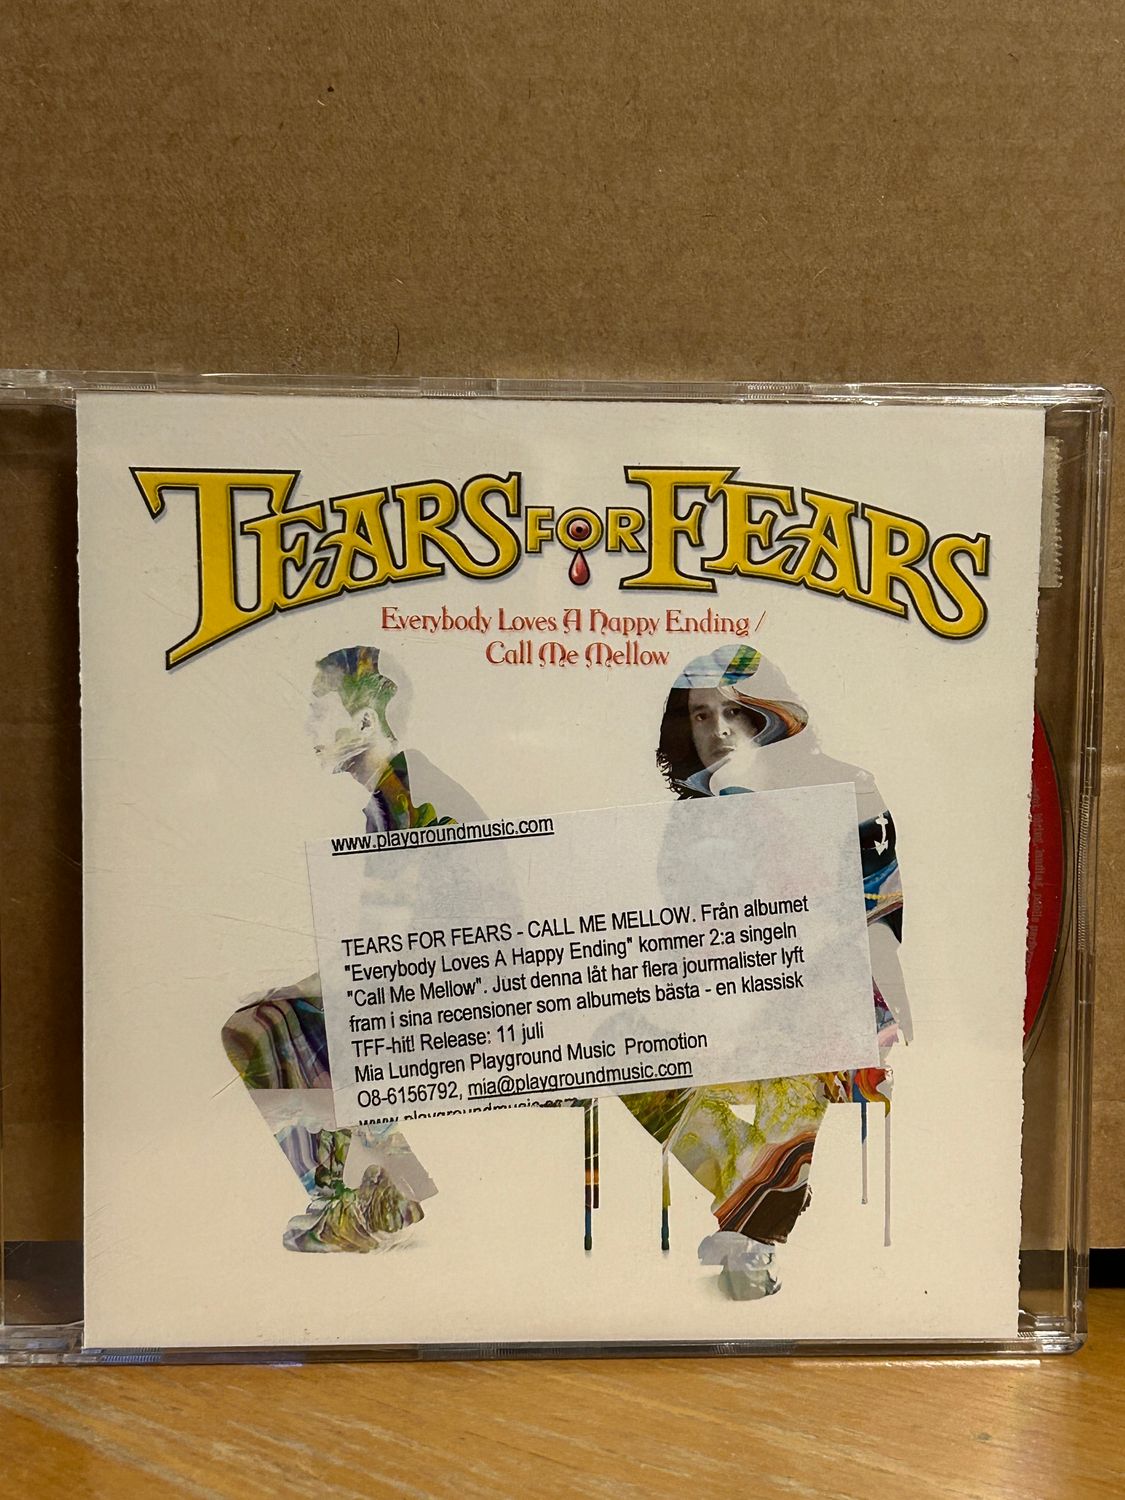 TEARS FOR FEARS
Everybody Loves A Happy Ending /
Call Me Mellow
www.playgroundmusic.com
TEARS FOR FEARS - CALL ME MELLOW. Från albumet
"Everybody Loves A Happy Ending" kommer 2:a singeln
"Call Me Mellow". Just denna låt har flera jourmalister lyft
fram i sina recensioner som albumets bästa - en klassisk
TFF-hit! Release: 11 juli
Mia Lundgren Playground Music Promotion
O8-6156792, mia@playgroundmusic.com